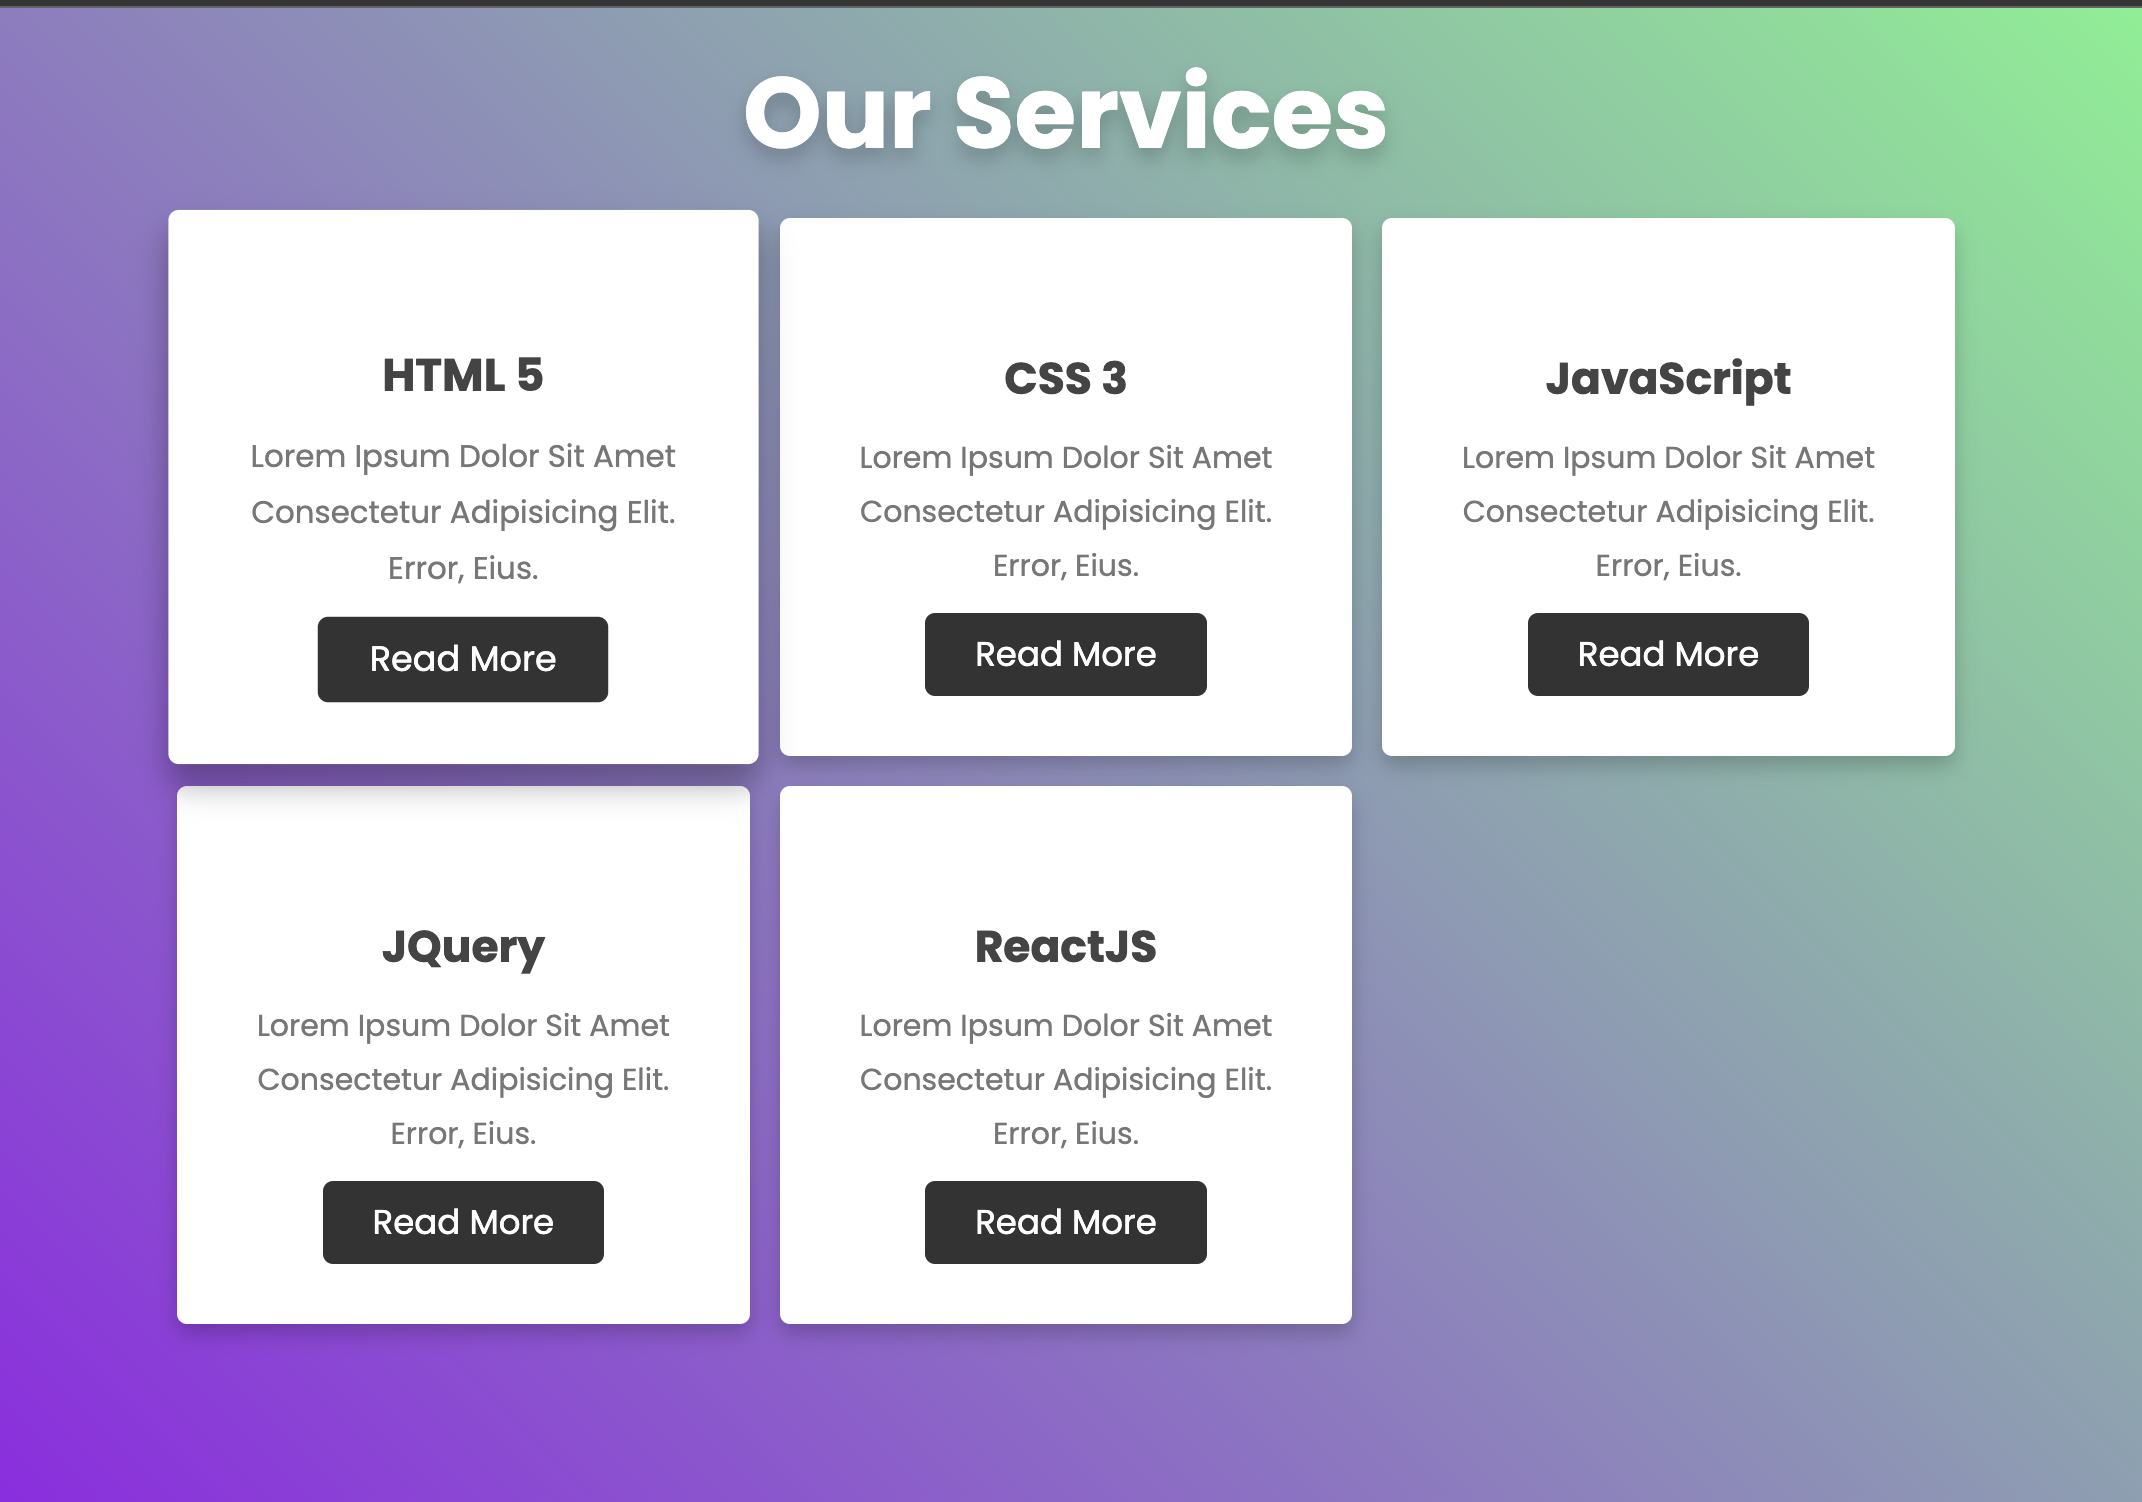 Our Services
HTML 5
Lorem Ipsum Dolor Sit Amet
Consectetur Adipisicing Elit.
Error, Eius.
Read More
CSS 3
Lorem Ipsum Dolor Sit Amet
Consectetur Adipisicing Elit.
Error, Eius.
Read More
JavaScript
Lorem Ipsum Dolor Sit Amet
Consectetur Adipisicing Elit.
Error, Eius.
Read More
JQuery
Lorem Ipsum Dolor Sit Amet
Consectetur Adipisicing Elit.
Error, Eius.
Read More
ReactJS
Lorem Ipsum Dolor Sit Amet
Consectetur Adipisicing Elit.
Error, Eius.
Read More